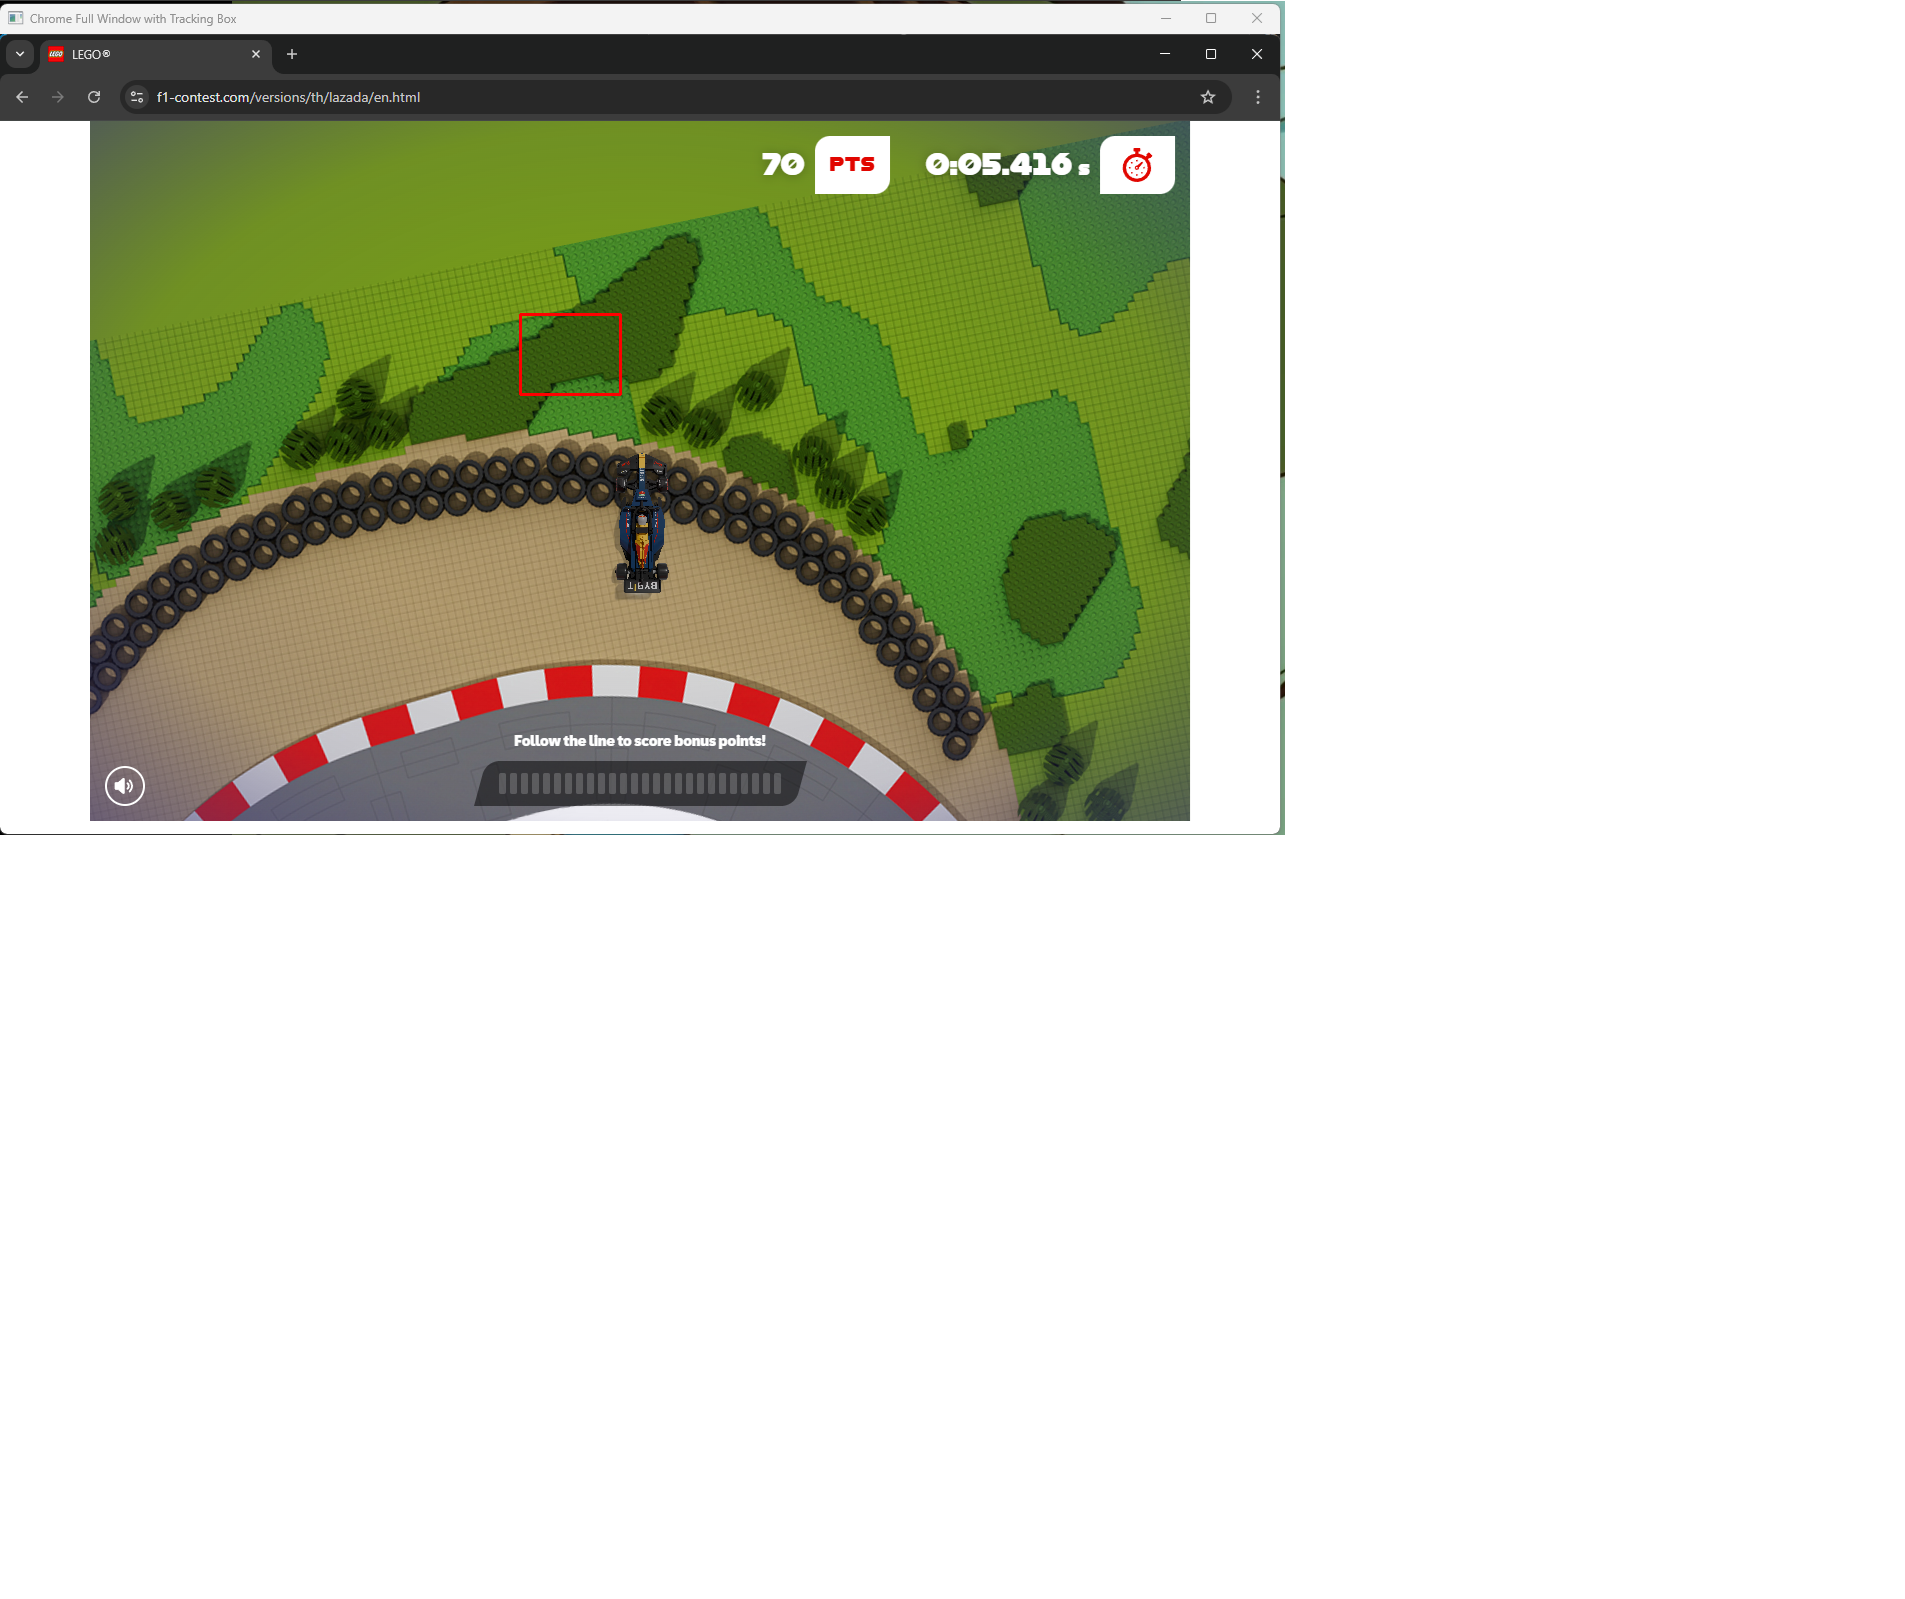 Chrome Full Window with Tracking Box
LEGO®
f1-contest.com/versions/th/lazada/en.html
70 PTS 0:05.416 s
Follow the line to score bonus points!